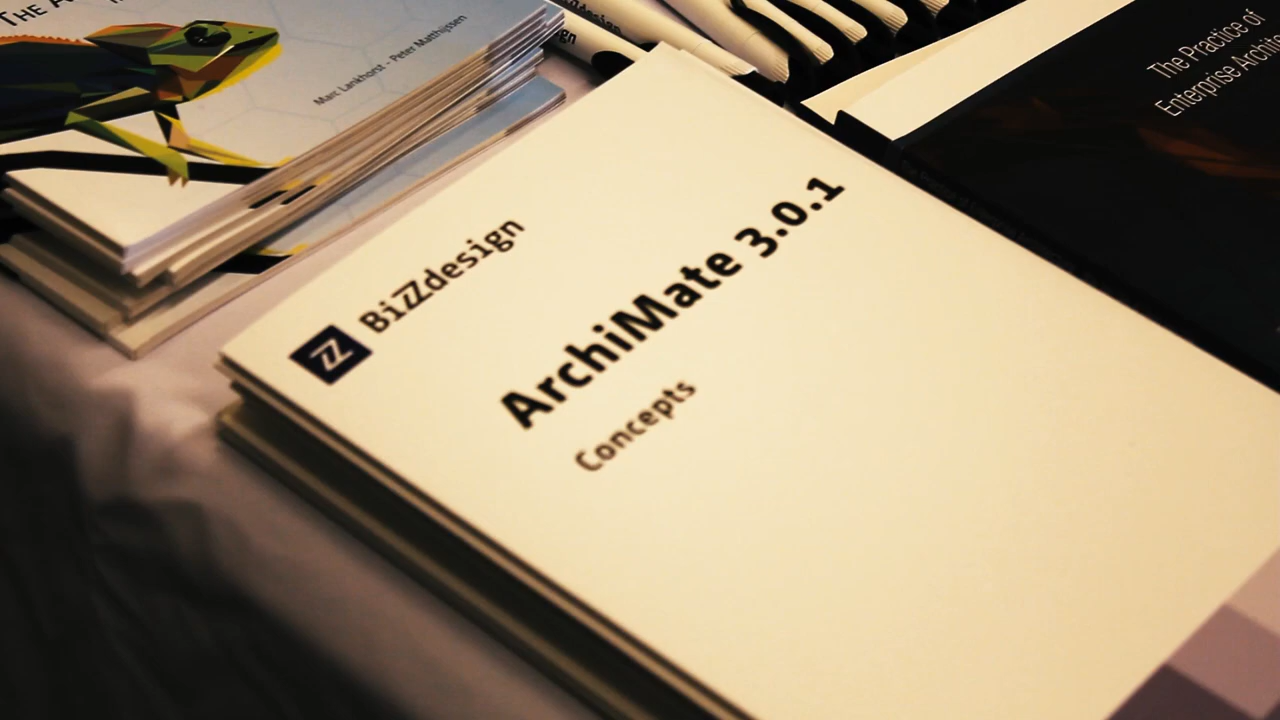 THE A
Marc Lankhorst - Peter Matthijssen
BiZZdesign
ArchiMate 3.0.1
Concepts
The Practice of
Enterprise Archite